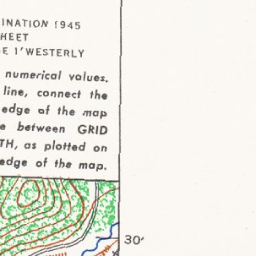 INATION 1945
HEET
E 1' WESTERLY
numerical values.
line, connect the
edge of the map
e between GRID
TH, as plotted on
edge of the map.
30'